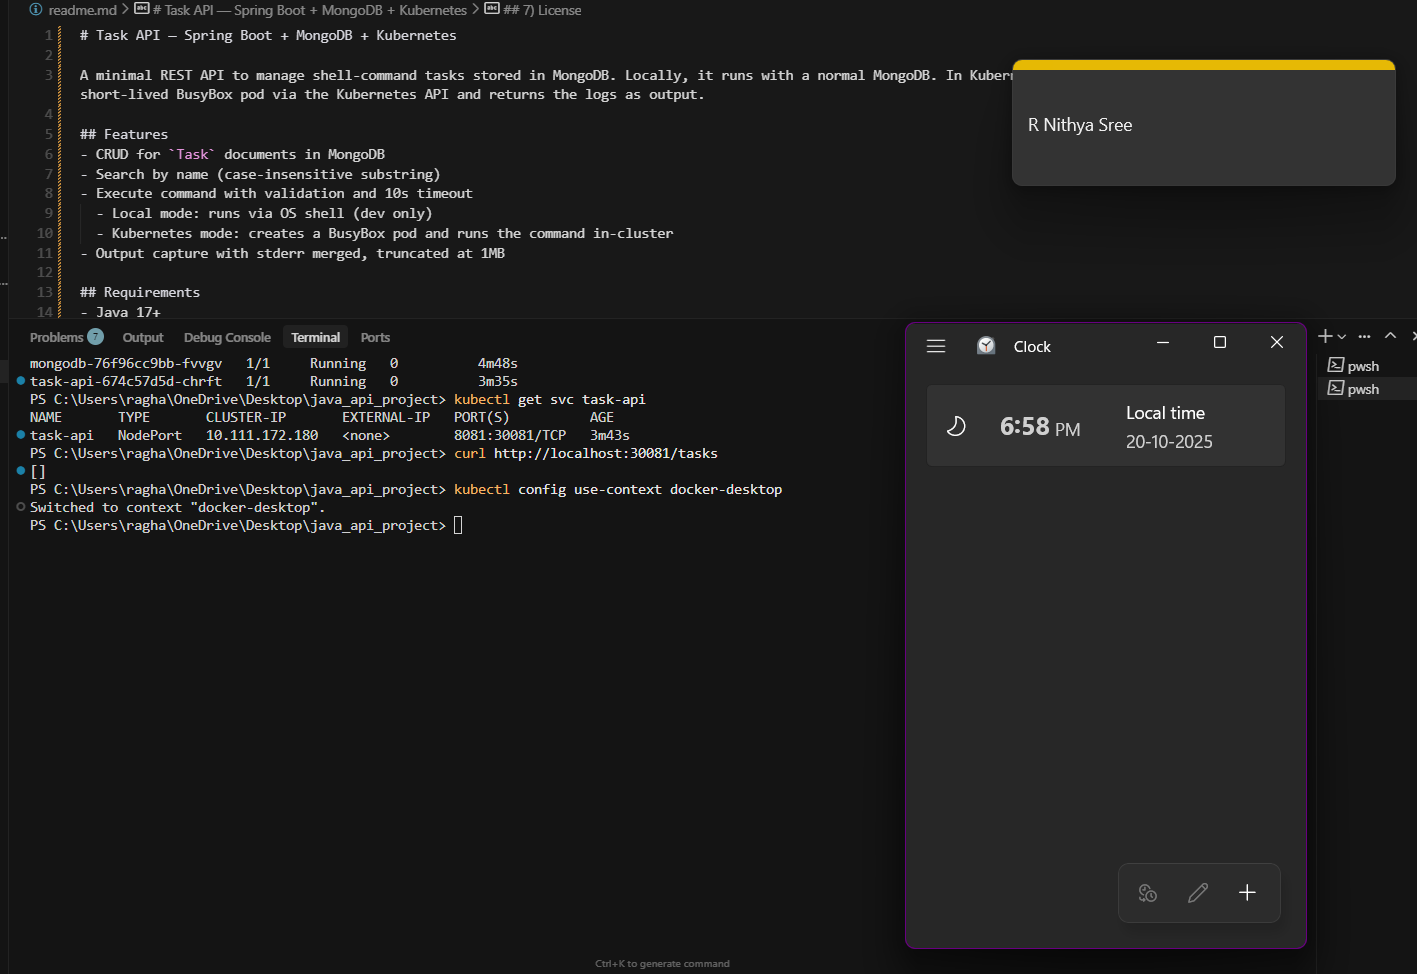 readme.md > # Task API — Spring Boot + MongoDB + Kubernetes > ## 7) License
1 # Task API — Spring Boot + MongoDB + Kubernetes
2
3 A minimal REST API to manage shell-command tasks stored in MongoDB. Locally, it runs with a normal MongoDB. In Kubern
short-lived BusyBox pod via the Kubernetes API and returns the logs as output.
4
5 ## Features
6 - CRUD for `Task` documents in MongoDB
7 - Search by name (case-insensitive substring)
8 - Execute command with validation and 10s timeout
9 - Local mode: runs via OS shell (dev only)
10 - Kubernetes mode: creates a BusyBox pod and runs the command in-cluster
11 - Output capture with stderr merged, truncated at 1MB
12
13 ## Requirements
14 - Java 17+
R Nithya Sree
Problems 7 Output Debug Console Terminal Ports
mongodb-76f96cc9bb-fvvgv 1/1 Running 0 4m48s
task-api-674c57d5d-chrft 1/1 Running 0 3m35s
PS C:\Users\ragha\OneDrive\Desktop\java_api_project> kubectl get svc task-api
NAME TYPE CLUSTER-IP EXTERNAL-IP PORT(S) AGE
task-api NodePort 10.111.172.180 <none> 8081:30081/TCP 3m43s
PS C:\Users\ragha\OneDrive\Desktop\java_api_project> curl http://localhost:30081/tasks
[]
PS C:\Users\ragha\OneDrive\Desktop\java_api_project> kubectl config use-context docker-desktop
Switched to context "docker-desktop".
PS C:\Users\ragha\OneDrive\Desktop\java_api_project>
Clock
6:58 PM
Local time
20-10-2025
pwsh
pwsh
Ctrl+K to generate command